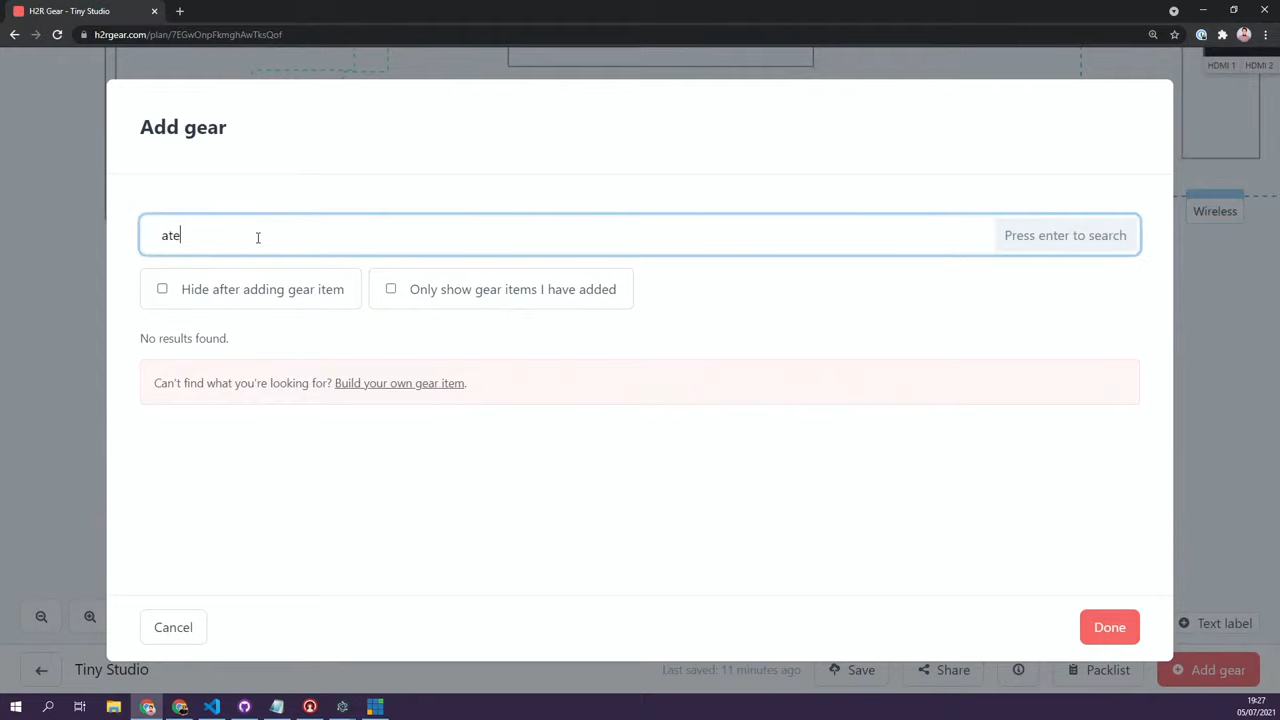 H2R Gear - Tiny Studio
h2rgear.com/plan/7EGwOnpFkmghAwTksQof
HDMI 1 HDMI 2
Add gear
Wireless
ate
Press enter to search
Hide after adding gear item
Only show gear items I have added
No results found.
Can't find what you're looking for? Build your own gear item.
Cancel
Done
Text label
Tiny Studio
Last saved: 11 minutes ago
Save
Share
Packlist
Add gear
19:27
05/07/2021